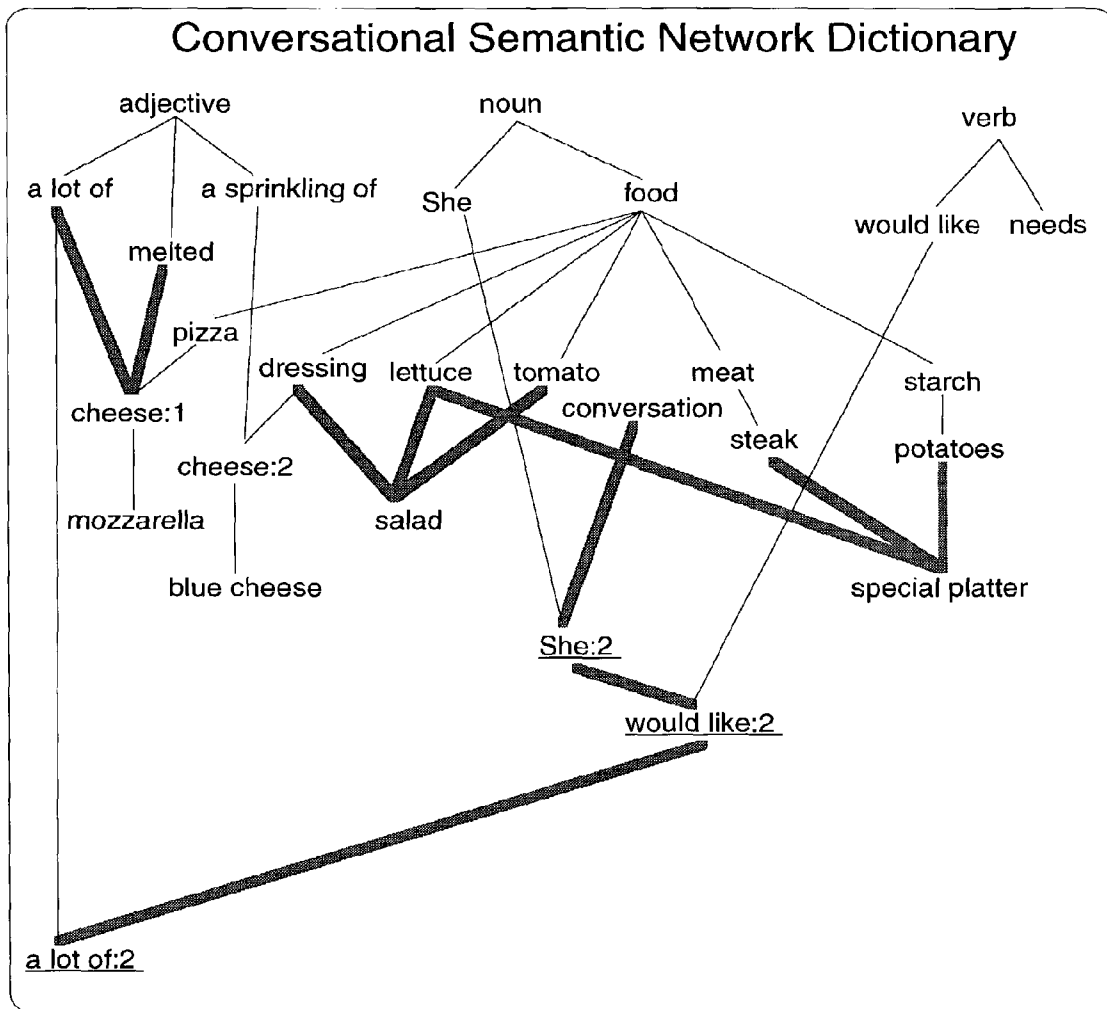 Conversational Semantic Network Dictionary
adjective
noun
verb
a lot of
a sprinkling of
She
food
would like
needs
melted
pizza
dressing
lettuce
tomato
meat
starch
cheese:1
conversation
steak
potatoes
cheese:2
mozzarella
salad
blue cheese
special platter
She:2
would like:2
a lot of:2